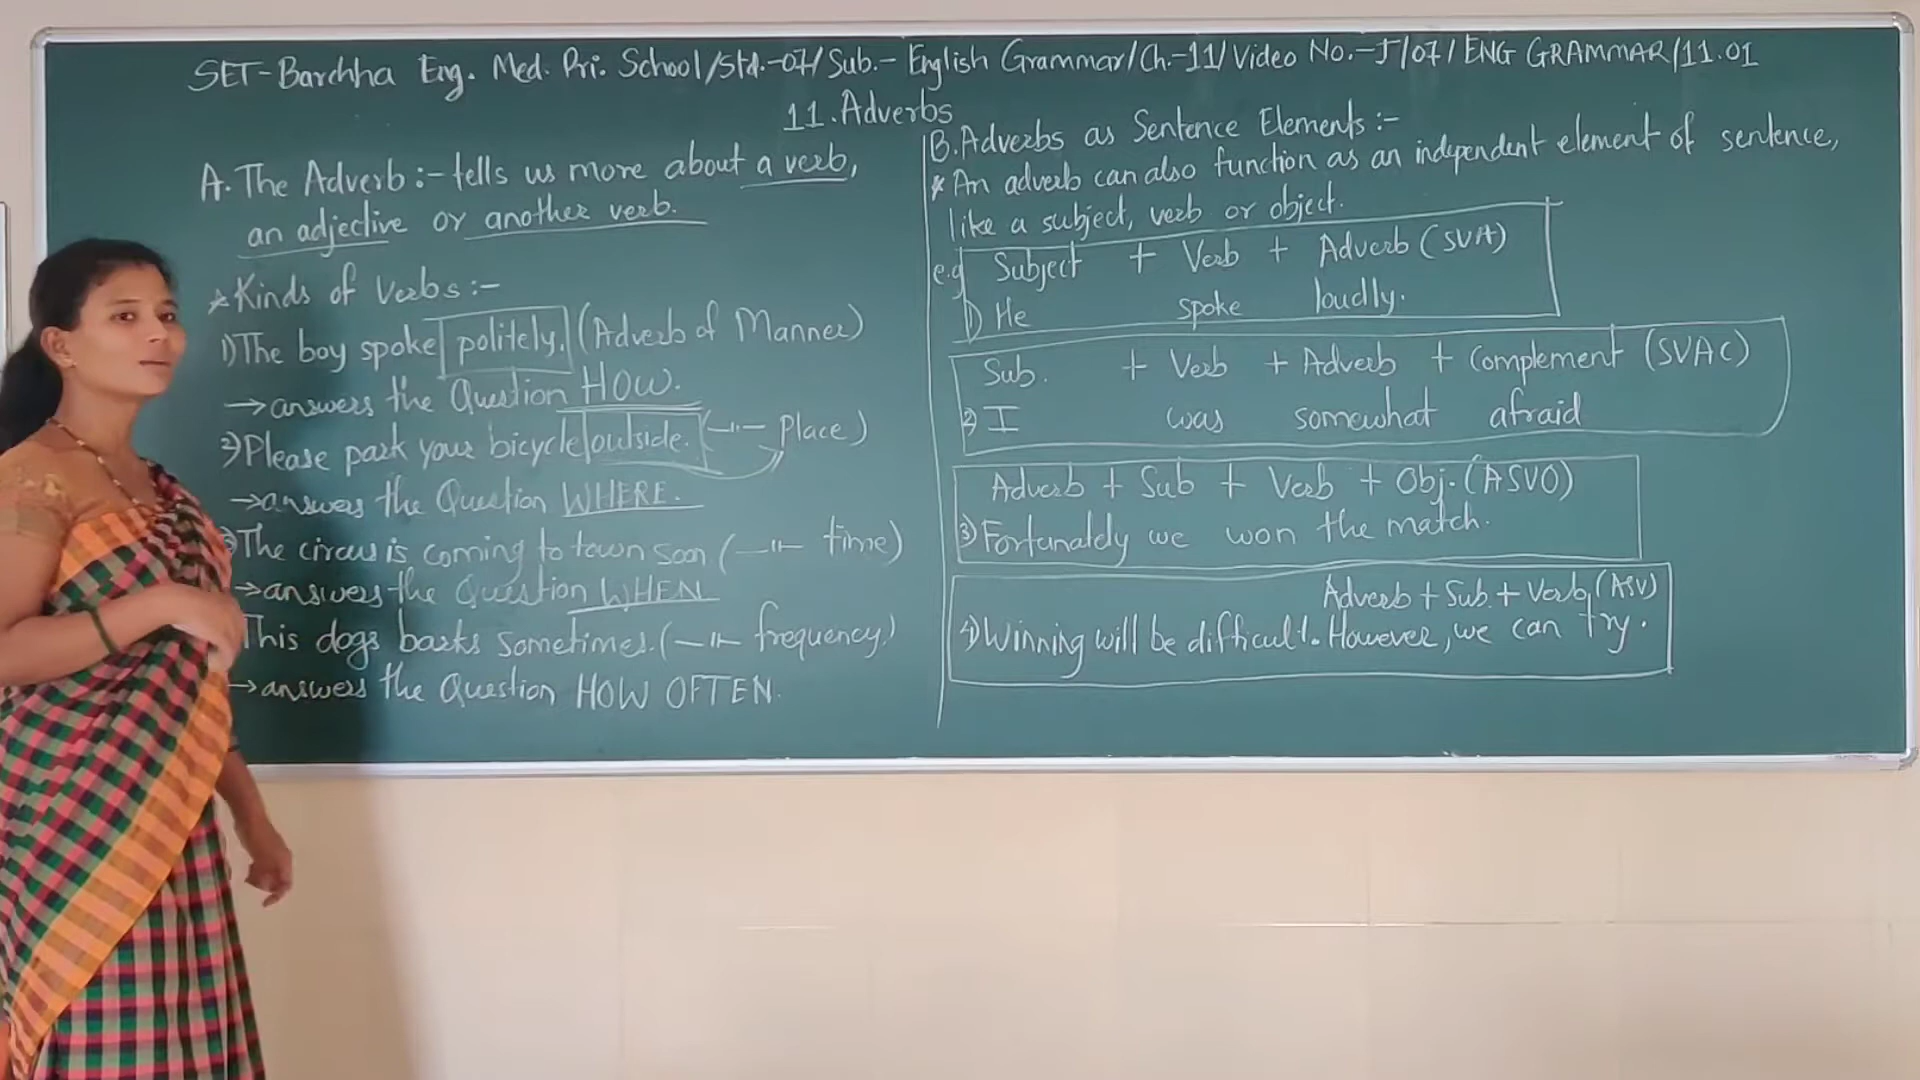 SET-Barchha Eng. Med. Pri. School/Std.-07/Sub.- English Grammar/Ch.-11/Video No.-J/07/ENG GRAMMAR/11.01
11.Adverbs
A. The Adverb:- tells us more about a verb,
an adjective or another verb.
*Kinds of Verbs:-
1)The boy spoke politely. (Adverb of Manner)
→answers the Question HOW.
2)Please park your bicycle outside. (-॥- Place)
→answers the Question WHERE.
3)The circus is coming to town soon (-॥- time)
→answers the Question WHEN
This dogs barks sometimes. (-॥- frequency)
→answers the Question HOW OFTEN.
B.Adverbs as Sentence Elements:-
* An adverb can also function as an independent element of sentence,
like a subject, verb or object.
e.g Subject + Verb + Adverb (SVA)
1) He spoke loudly.
Sub. + Verb + Adverb + Complement (SVAC)
2) I was somewhat afraid
Adverb + Sub + Verb + Obj. (ASVO)
3)Fortunately we won the match.
Adverb + Sub. + Verb (ASV)
4)Winning will be difficult. However, we can try.